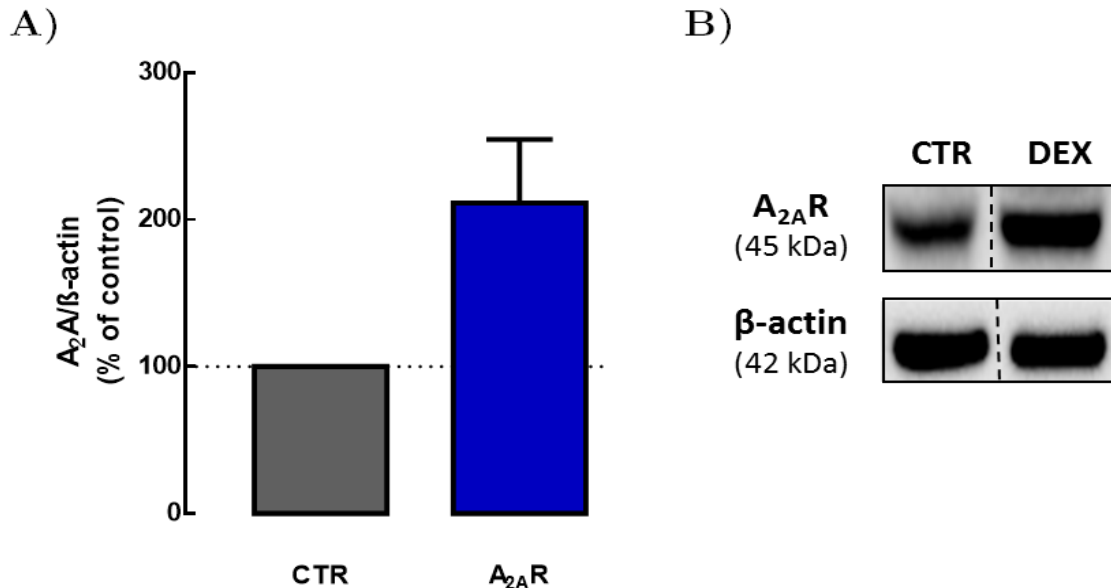 A)
300
200
100
0
A₂A/ß-actin
(% of control)
CTR
A₂ₐR
B)
CTR DEX
A₂ₐR
(45 kDa)
β-actin
(42 kDa)